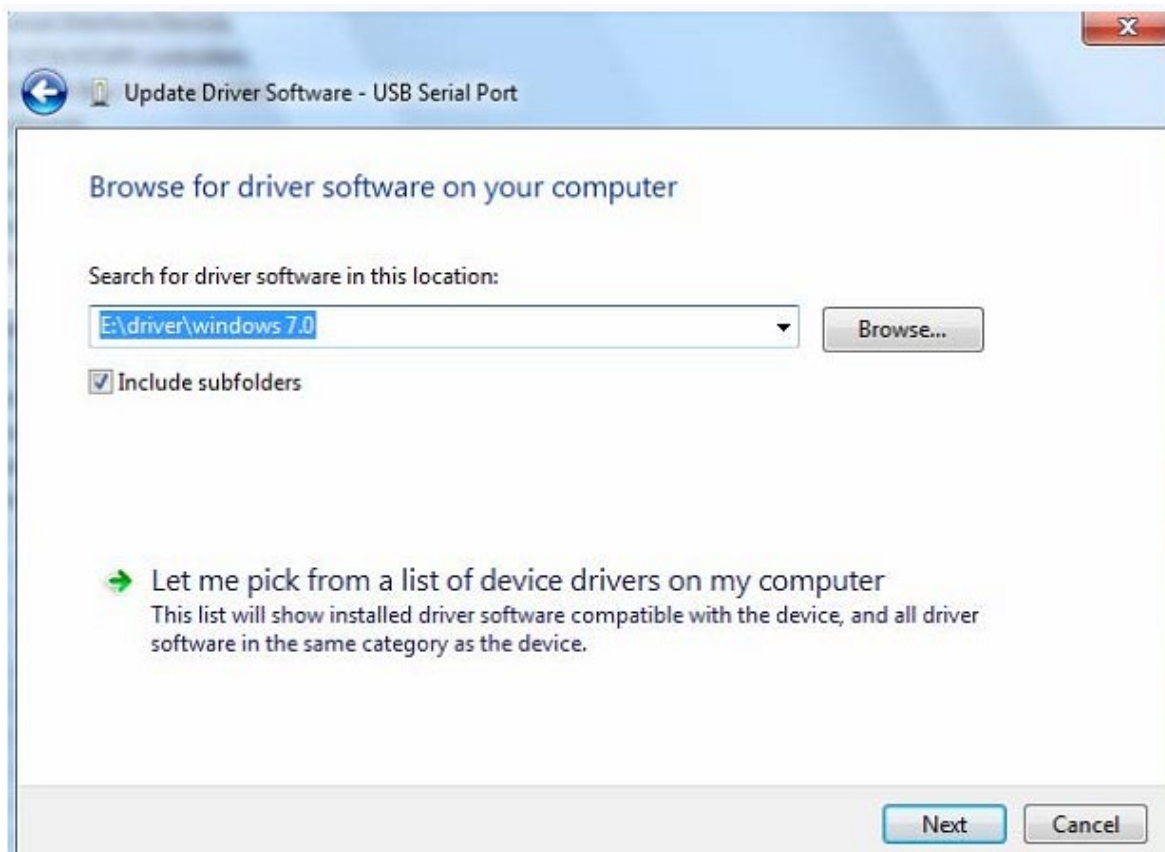 X
Update Driver Software - USB Serial Port
Browse for driver software on your computer
Search for driver software in this location:
E:\driver\windows 7.0
Browse...
Include subfolders
Let me pick from a list of device drivers on my computer
This list will show installed driver software compatible with the device, and all driver
software in the same category as the device.
Next
Cancel